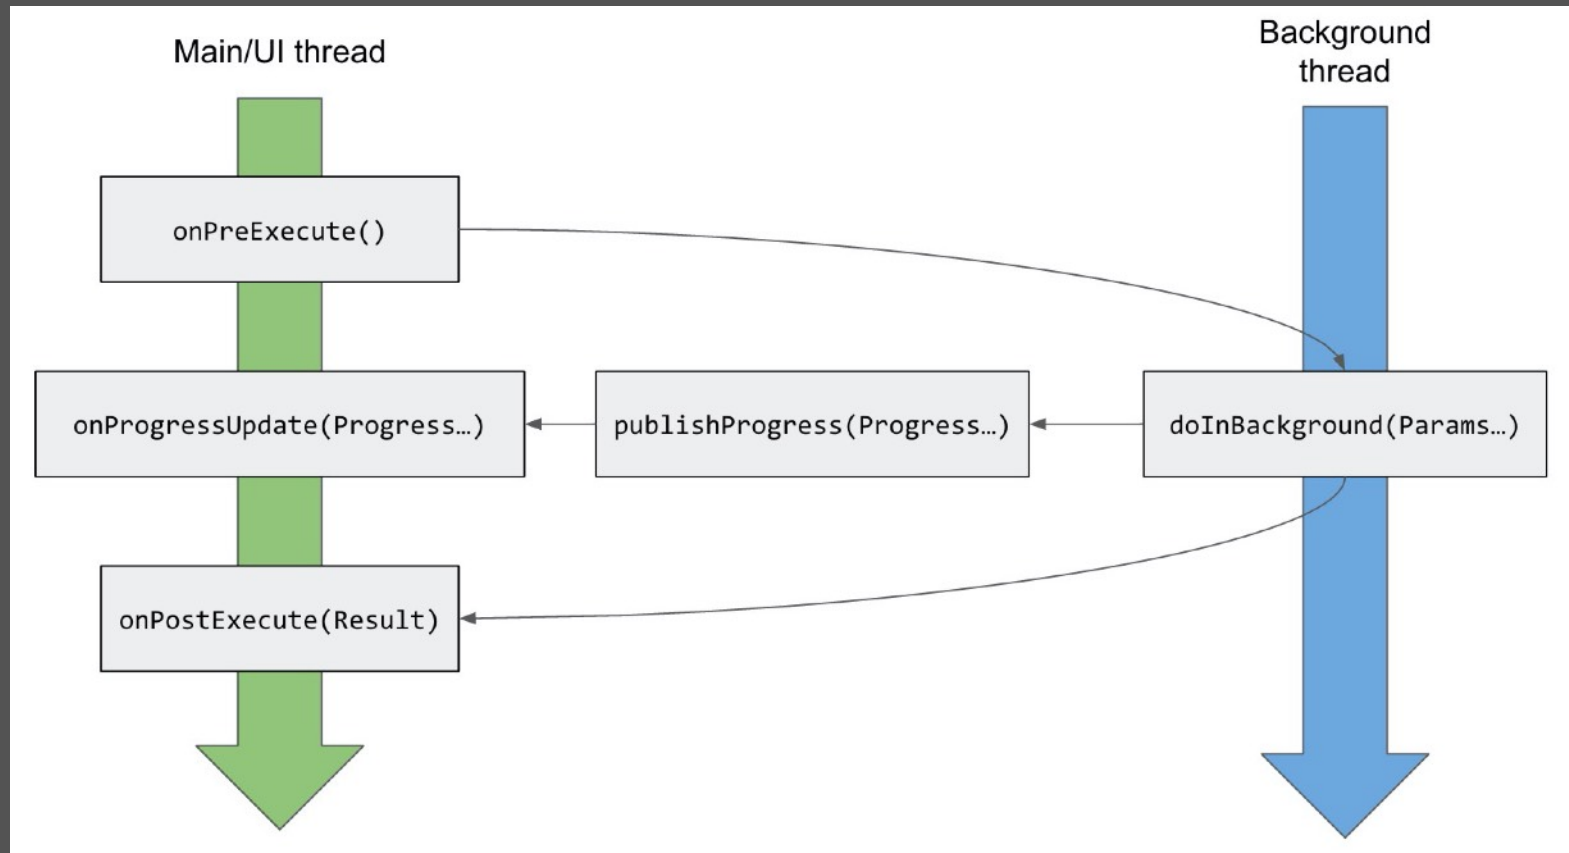 Main/UI thread
Background
thread
onPreExecute()
onProgressUpdate(Progress…)
publishProgress(Progress…)
doInBackground(Params…)
onPostExecute(Result)